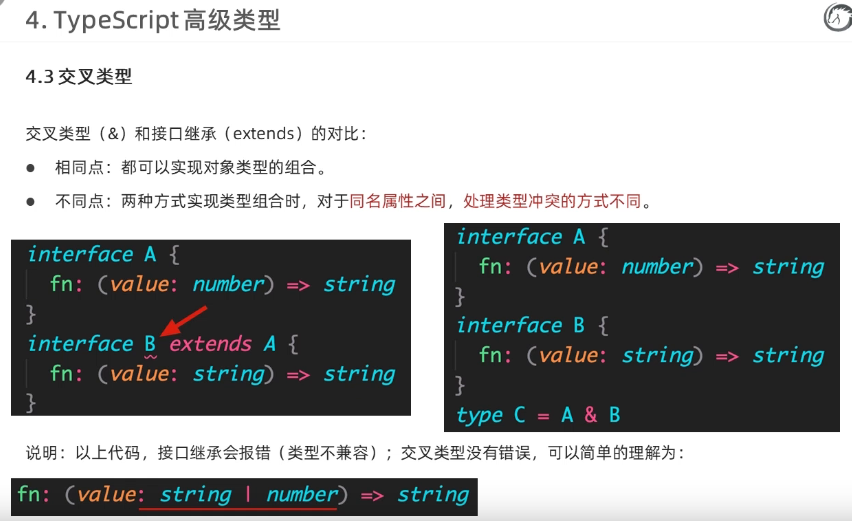 4. TypeScript 高级类型
4.3 交叉类型
交叉类型（&）和接口继承（extends）的对比：
● 相同点：都可以实现对象类型的组合。
● 不同点：两种方式实现类型组合时，对于同名属性之间，处理类型冲突的方式不同。
interface A {
fn: (value: number) => string
}
interface B extends A {
fn: (value: string) => string
}
interface A {
fn: (value: number) => string
}
interface B {
fn: (value: string) => string
}
type C = A & B
说明：以上代码，接口继承会报错（类型不兼容）；交叉类型没有错误，可以简单的理解为：
fn: (value: string | number) => string